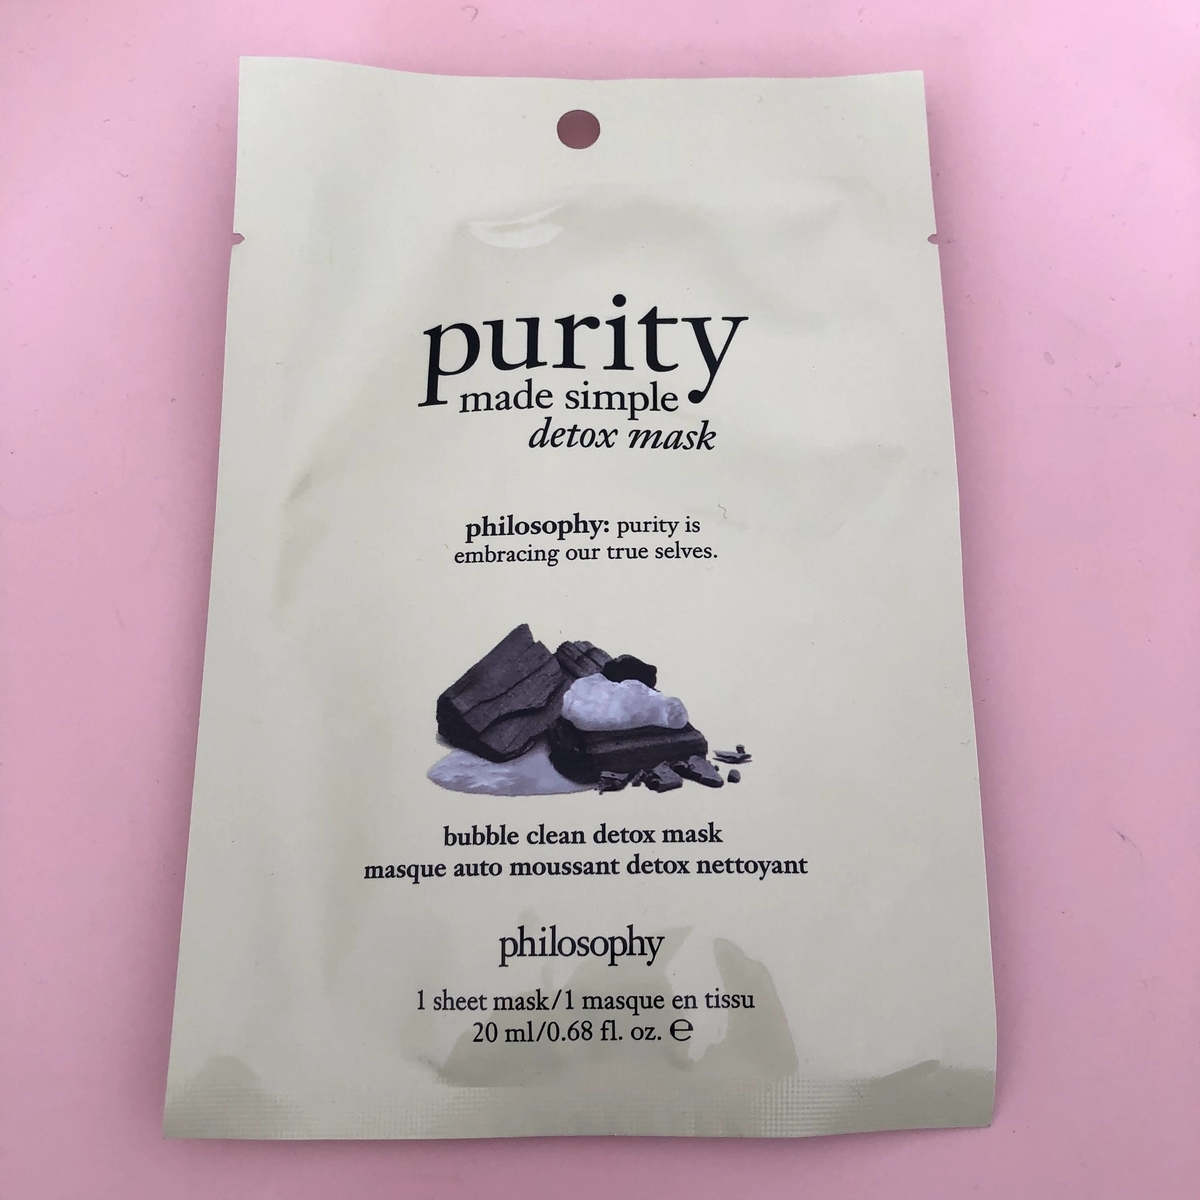 purity
made simple
detox mask
philosophy: purity is
embracing our true selves.
bubble clean detox mask
masque auto moussant detox nettoyant
philosophy
1 sheet mask/1 masque en tissu
20 ml/0.68 fl. oz. ℮